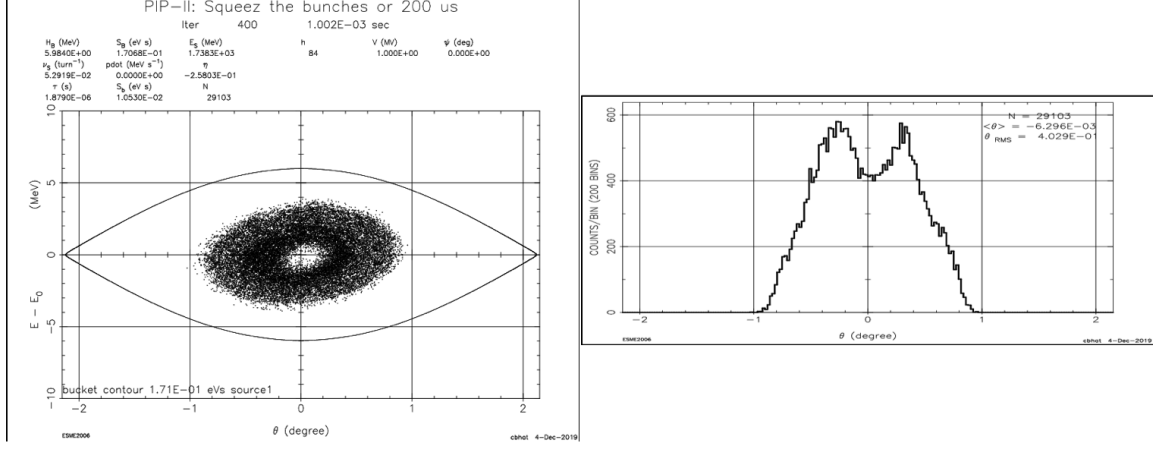 PIP-II: Squeez the bunches or 200 us
Iter 400 1.002E-03 sec
H_B (MeV) S_B (eV s) E_S (MeV) h V (MV) ψ (deg)
5.9840E+00 1.7068E-01 1.7383E+03 84 1.000E+00 0.000E+00
ν_S (turn⁻¹) pdot (MeV s⁻¹) η
5.2919E-02 0.0000E+00 -2.5803E-01
τ (s) S_b (eV s) N
1.8790E-06 1.0530E-02 29103
10
5
0
-5
-10
E - E_0 (MeV)
bucket contour 1.71E-01 eVs source1
-2 -1 0 1 2
θ (degree)
ESME2006 cbhat 4-Dec-2019
N = 29103
<θ> = -6.296E-03
θ_RMS = 4.029E-01
600
400
200
0
COUNTS/BIN (200 BINS)
-2 -1 0 1 2
θ (degree)
ESME2006 cbhat 4-Dec-2019